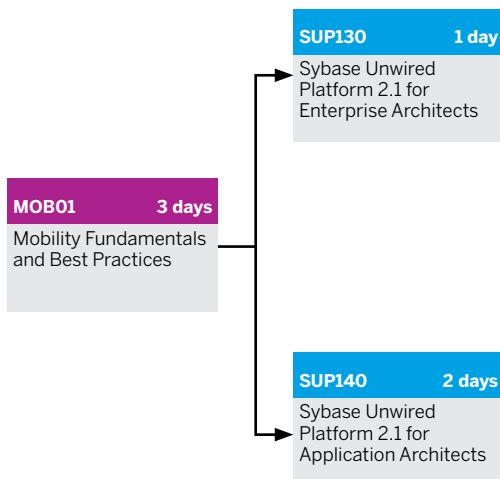 SUP130 1 day
Sybase Unwired
Platform 2.1 for
Enterprise Architects
MOB01 3 days
Mobility Fundamentals
and Best Practices
SUP140 2 days
Sybase Unwired
Platform 2.1 for
Application Architects